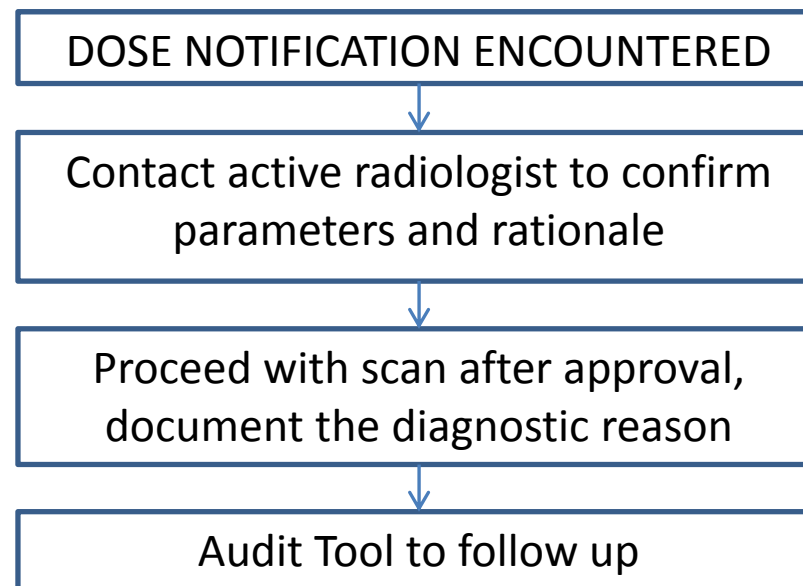 DOSE NOTIFICATION ENCOUNTERED
Contact active radiologist to confirm
parameters and rationale
Proceed with scan after approval,
document the diagnostic reason
Audit Tool to follow up